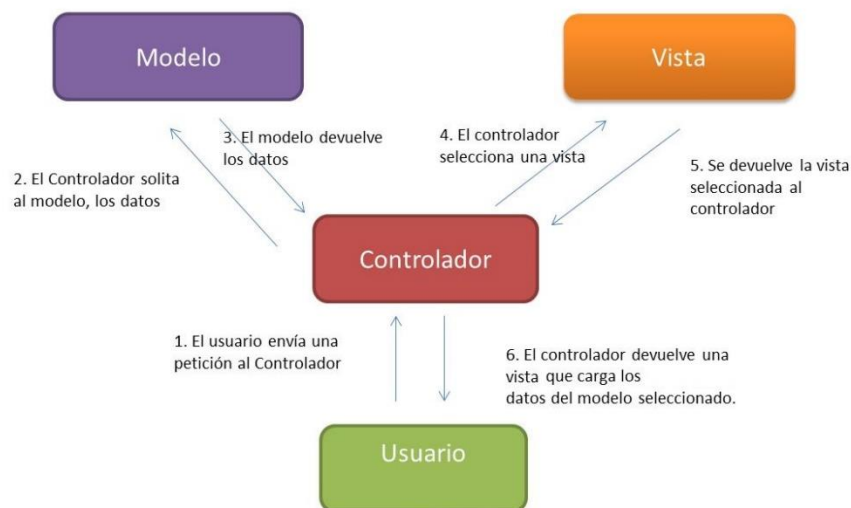 Modelo
Vista
3. El modelo devuelve
los datos
4. El controlador
selecciona una vista
2. El Controlador solita
al modelo, los datos
5. Se devuelve la vista
seleccionada al
controlador
Controlador
1. El usuario envía una
petición al Controlador
6. El controlador devuelve una
vista que carga los
datos del modelo seleccionado.
Usuario